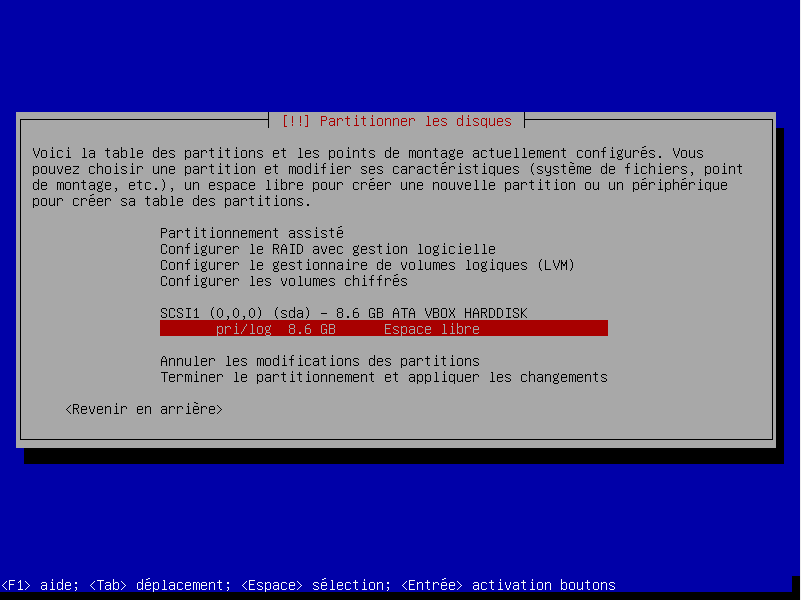 [!!] Partitionner les disques
Voici la table des partitions et les points de montage actuellement configurés. Vous
pouvez choisir une partition et modifier ses caractéristiques (système de fichiers, point
de montage, etc.), un espace libre pour créer une nouvelle partition ou un périphérique
pour créer sa table des partitions.
Partitionnement assisté
Configurer le RAID avec gestion logicielle
Configurer le gestionnaire de volumes logiques (LVM)
Configurer les volumes chiffrés
SCSI1 (0,0,0) (sda) - 8.6 GB ATA VBOX HARDDISK
pri/log 8.6 GB Espace libre
Annuler les modifications des partitions
Terminer le partitionnement et appliquer les changements
<Revenir en arrière>
<F1> aide; <Tab> déplacement; <Espace> sélection; <Entrée> activation boutons